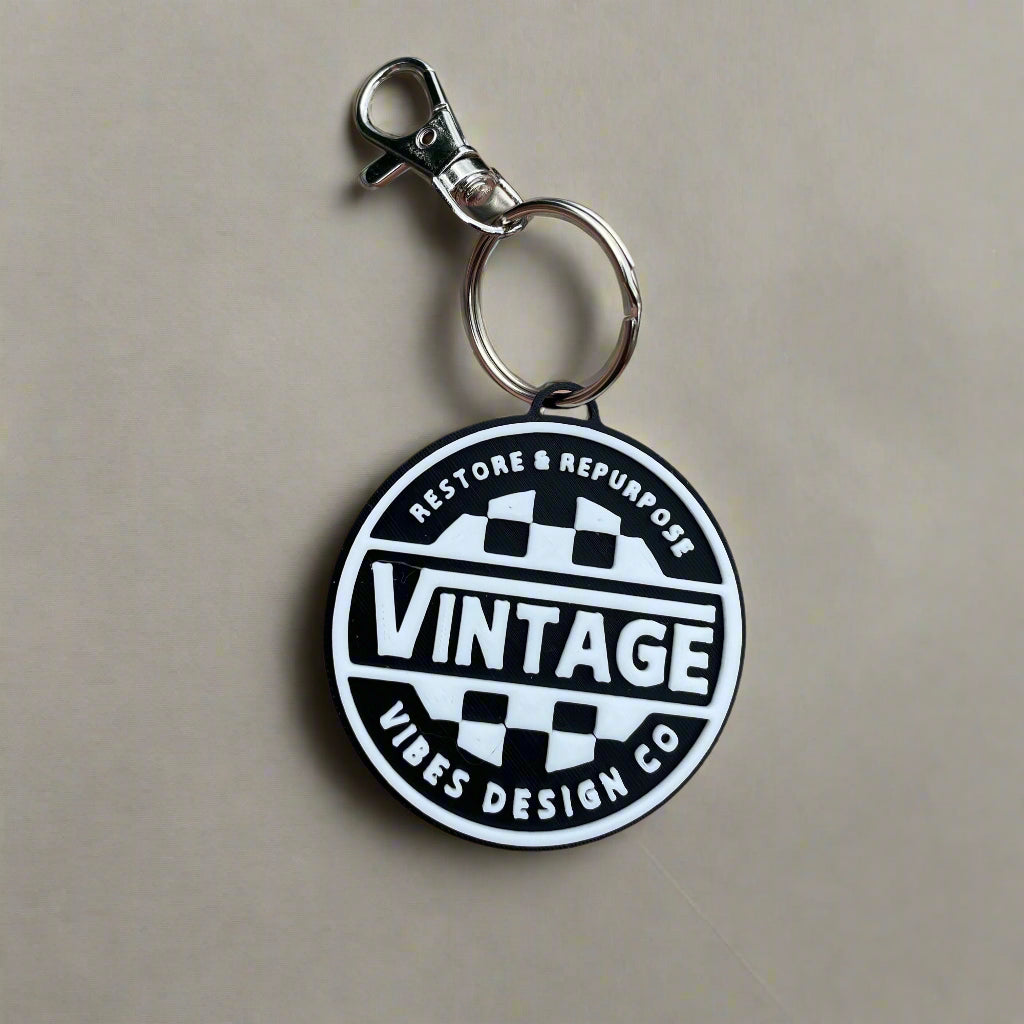 RESTORE & REPURPOSE
VINTAGE
VIBES DESIGN CO